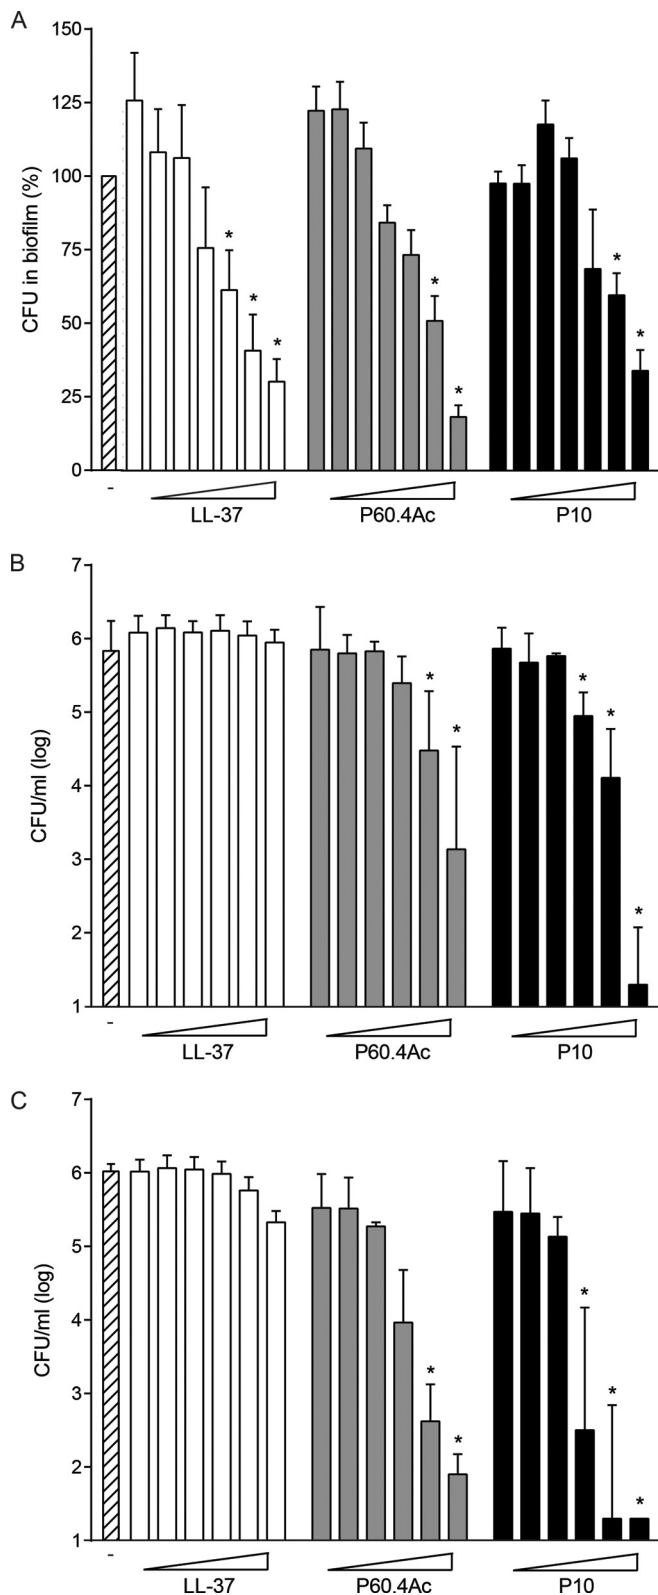 A
150
125
100
75
50
25
0
CFU in biofilm (%)
* * *
* *
* *
-
LL-37 P60.4Ac P10
B
7
6
5
4
3
2
1
CFU/ml (log)
* *
* * *
-
LL-37 P60.4Ac P10
C
7
6
5
4
3
2
1
CFU/ml (log)
* *
* * *
-
LL-37 P60.4Ac P10